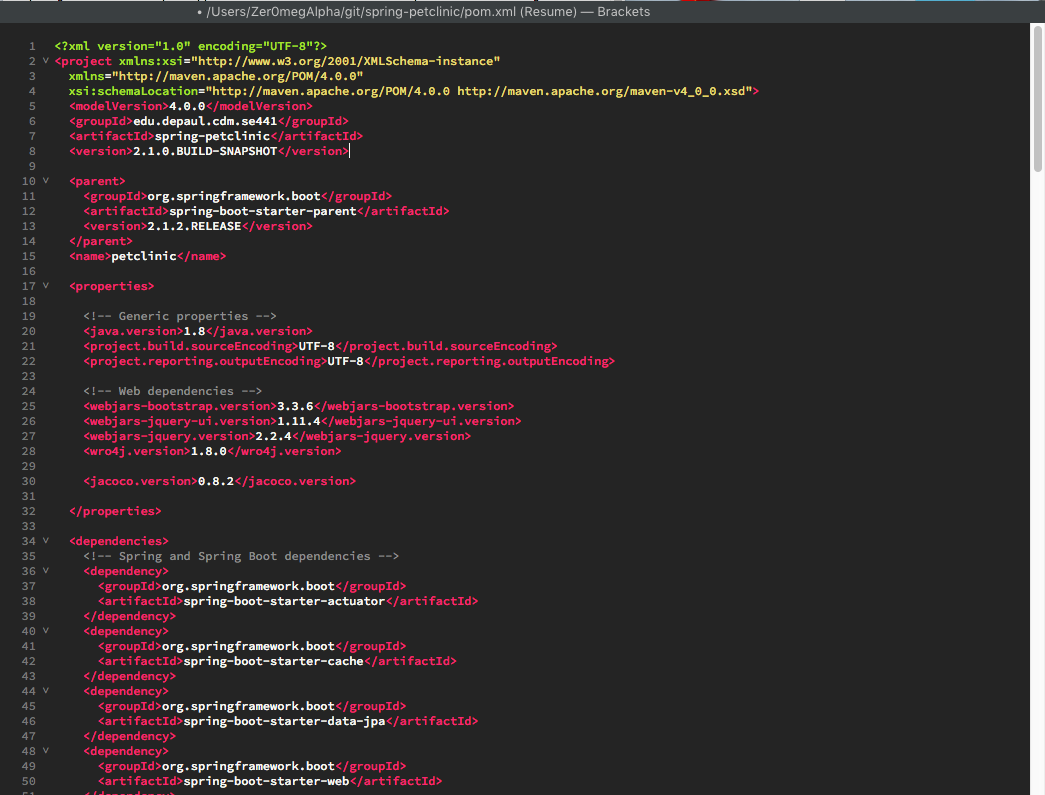 • /Users/Zer0megAlpha/git/spring-petclinic/pom.xml (Resume) — Brackets
1 <?xml version="1.0" encoding="UTF-8"?>
2 <project xmlns:xsi="http://www.w3.org/2001/XMLSchema-instance"
3 xmlns="http://maven.apache.org/POM/4.0.0"
4 xsi:schemaLocation="http://maven.apache.org/POM/4.0.0 http://maven.apache.org/maven-v4_0_0.xsd">
5 <modelVersion>4.0.0</modelVersion>
6 <groupId>edu.depaul.cdm.se441</groupId>
7 <artifactId>spring-petclinic</artifactId>
8 <version>2.1.0.BUILD-SNAPSHOT</version>
9
10 <parent>
11 <groupId>org.springframework.boot</groupId>
12 <artifactId>spring-boot-starter-parent</artifactId>
13 <version>2.1.2.RELEASE</version>
14 </parent>
15 <name>petclinic</name>
16
17 <properties>
18
19 <!-- Generic properties -->
20 <java.version>1.8</java.version>
21 <project.build.sourceEncoding>UTF-8</project.build.sourceEncoding>
22 <project.reporting.outputEncoding>UTF-8</project.reporting.outputEncoding>
23
24 <!-- Web dependencies -->
25 <webjars-bootstrap.version>3.3.6</webjars-bootstrap.version>
26 <webjars-jquery-ui.version>1.11.4</webjars-jquery-ui.version>
27 <webjars-jquery.version>2.2.4</webjars-jquery.version>
28 <wro4j.version>1.8.0</wro4j.version>
29
30 <jacoco.version>0.8.2</jacoco.version>
31
32 </properties>
33
34 <dependencies>
35 <!-- Spring and Spring Boot dependencies -->
36 <dependency>
37 <groupId>org.springframework.boot</groupId>
38 <artifactId>spring-boot-starter-actuator</artifactId>
39 </dependency>
40 <dependency>
41 <groupId>org.springframework.boot</groupId>
42 <artifactId>spring-boot-starter-cache</artifactId>
43 </dependency>
44 <dependency>
45 <groupId>org.springframework.boot</groupId>
46 <artifactId>spring-boot-starter-data-jpa</artifactId>
47 </dependency>
48 <dependency>
49 <groupId>org.springframework.boot</groupId>
50 <artifactId>spring-boot-starter-web</artifactId>